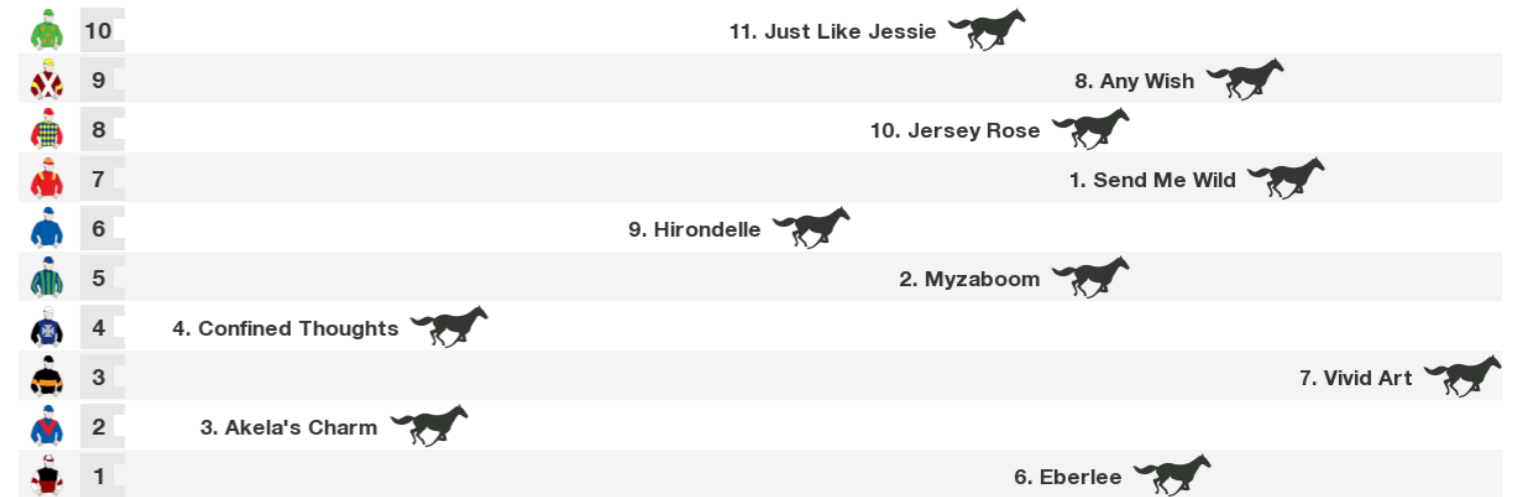 10 11. Just Like Jessie
9 8. Any Wish
8 10. Jersey Rose
7 1. Send Me Wild
6 9. Hirondelle
5 2. Myzaboom
4 4. Confined Thoughts
3 7. Vivid Art
2 3. Akela's Charm
1 6. Eberlee